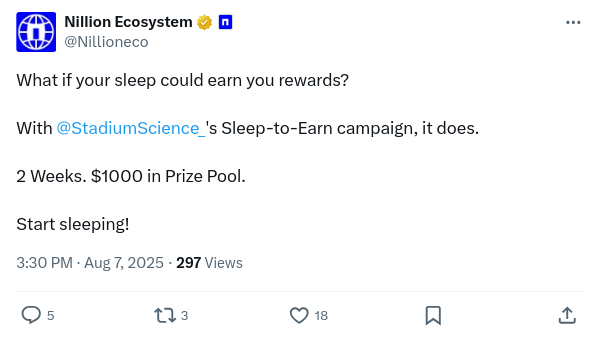 Nillion Ecosystem
@Nillioneco
What if your sleep could earn you rewards?
With @StadiumScience_'s Sleep-to-Earn campaign, it does.
2 Weeks. $1000 in Prize Pool.
Start sleeping!
3:30 PM · Aug 7, 2025 · 297 Views
5 3 18